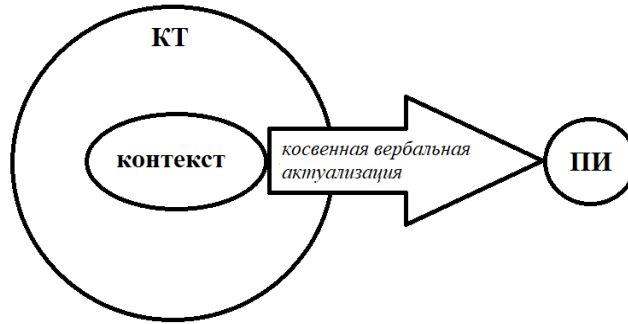 КТ
контекст
косвенная вербальная
актуализация
ПИ